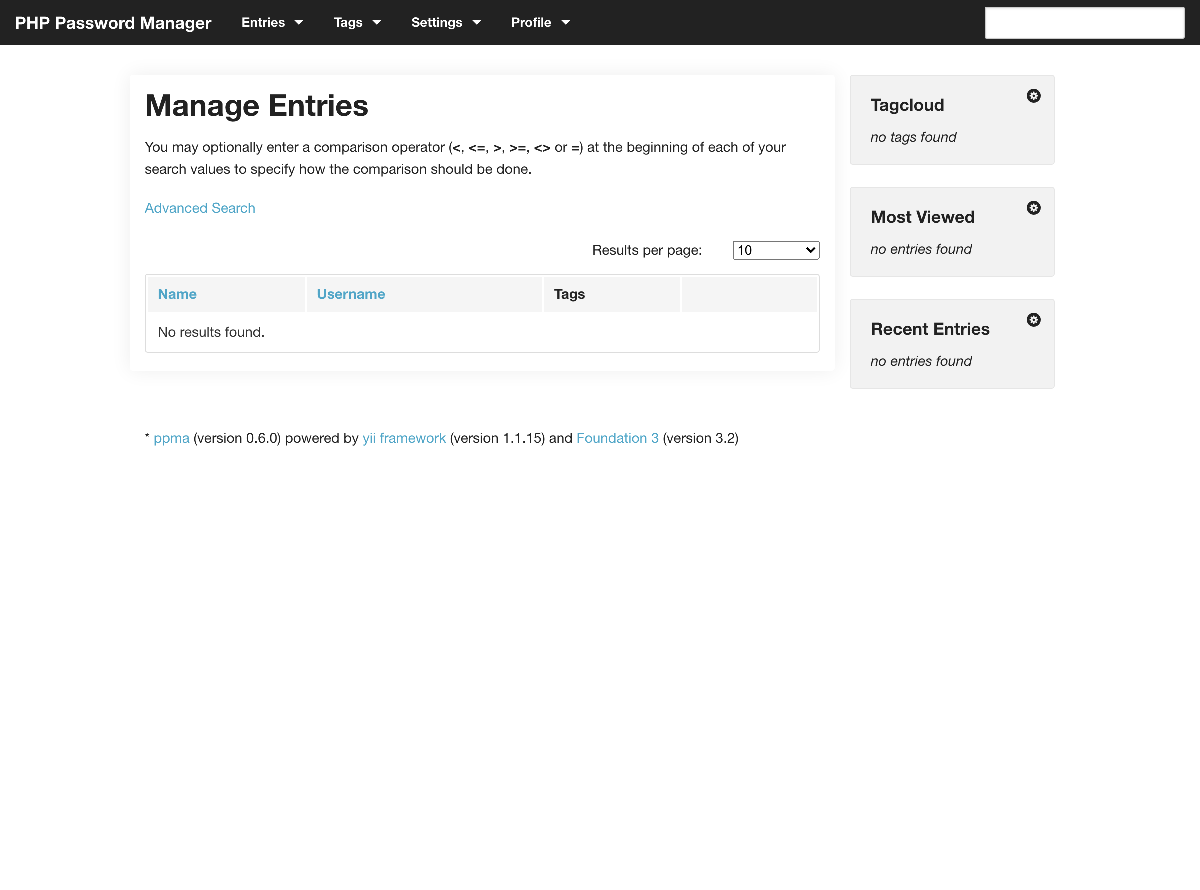 PHP Password Manager Entries Tags Settings Profile
Manage Entries
You may optionally enter a comparison operator (<, <=, >, >=, <> or =) at the beginning of each of your
search values to specify how the comparison should be done.
Advanced Search
Results per page: 10
Name Username Tags
No results found.
Tagcloud
no tags found
Most Viewed
no entries found
Recent Entries
no entries found
* ppma (version 0.6.0) powered by yii framework (version 1.1.15) and Foundation 3 (version 3.2)